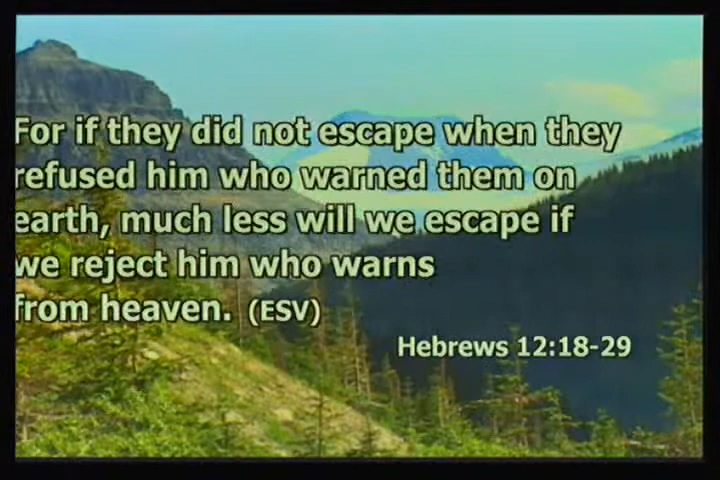 For if they did not escape when they
refused him who warned them on
earth, much less will we escape if
we reject him who warns
from heaven. (ESV)
Hebrews 12:18-29